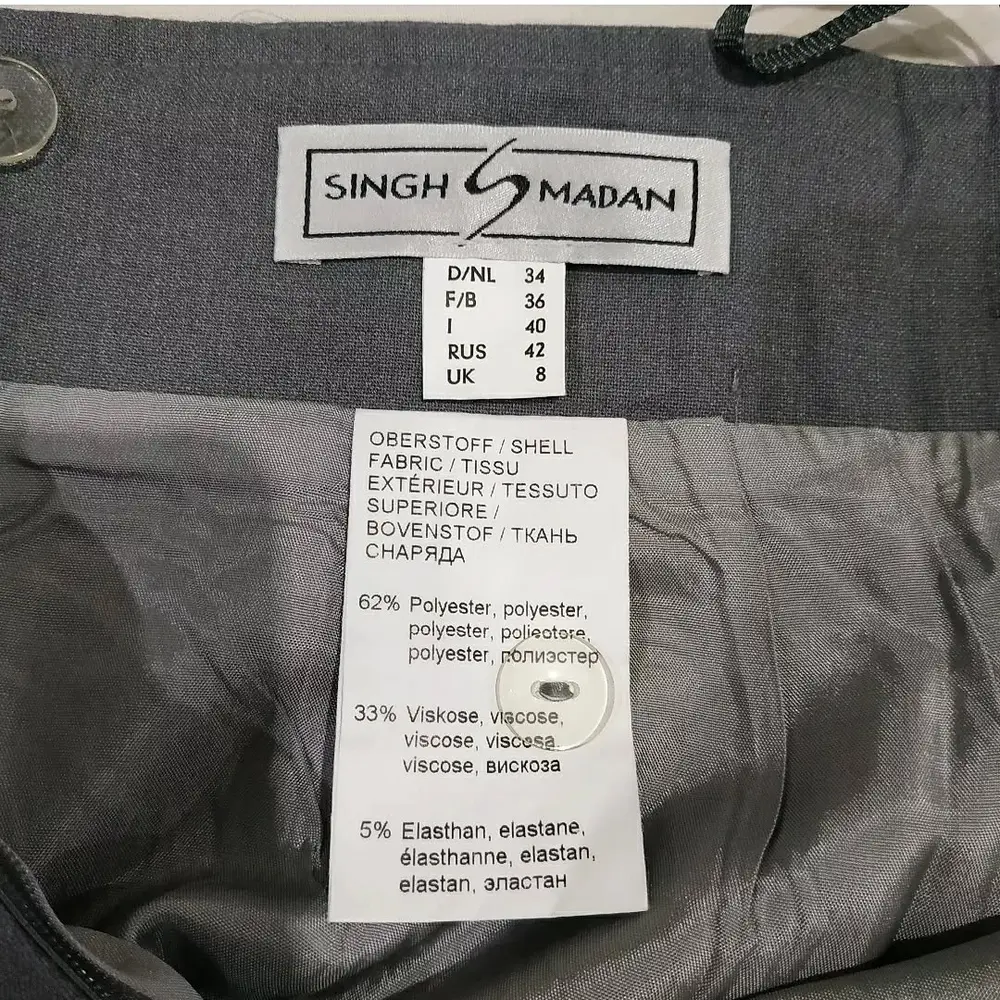 SINGH MADAN
D/NL 34
F/B 36
I 40
RUS 42
UK 8
OBERSTOFF / SHELL
FABRIC / TISSU
EXTÉRIEUR / TESSUTO
SUPERIORE /
BOVENSTOF / ТКАНЬ
СНАРЯДА
62% Polyester, polyester,
polyester, poliestere,
polyester, полиэстер
33% Viskose, viscose,
viscose, viscosa
viscose, вискоза
5% Elasthan, elastane,
élasthanne, elastan,
elastan, эластан